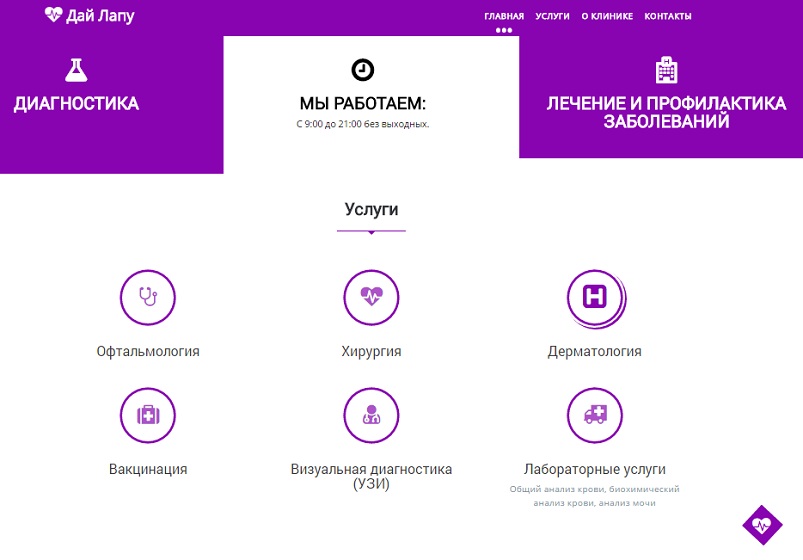 Дай Лапу
ГЛАВНАЯ УСЛУГИ О КЛИНИКЕ КОНТАКТЫ
ДИАГНОСТИКА
МЫ РАБОТАЕМ:
С 9:00 до 21:00 без выходных.
ЛЕЧЕНИЕ И ПРОФИЛАКТИКА
ЗАБОЛЕВАНИЙ
Услуги
Офтальмология
Хирургия
Дерматология
Вакцинация
Визуальная диагностика
(УЗИ)
Лабораторные услуги
Общий анализ крови, биохимический
анализ крови, анализ мочи